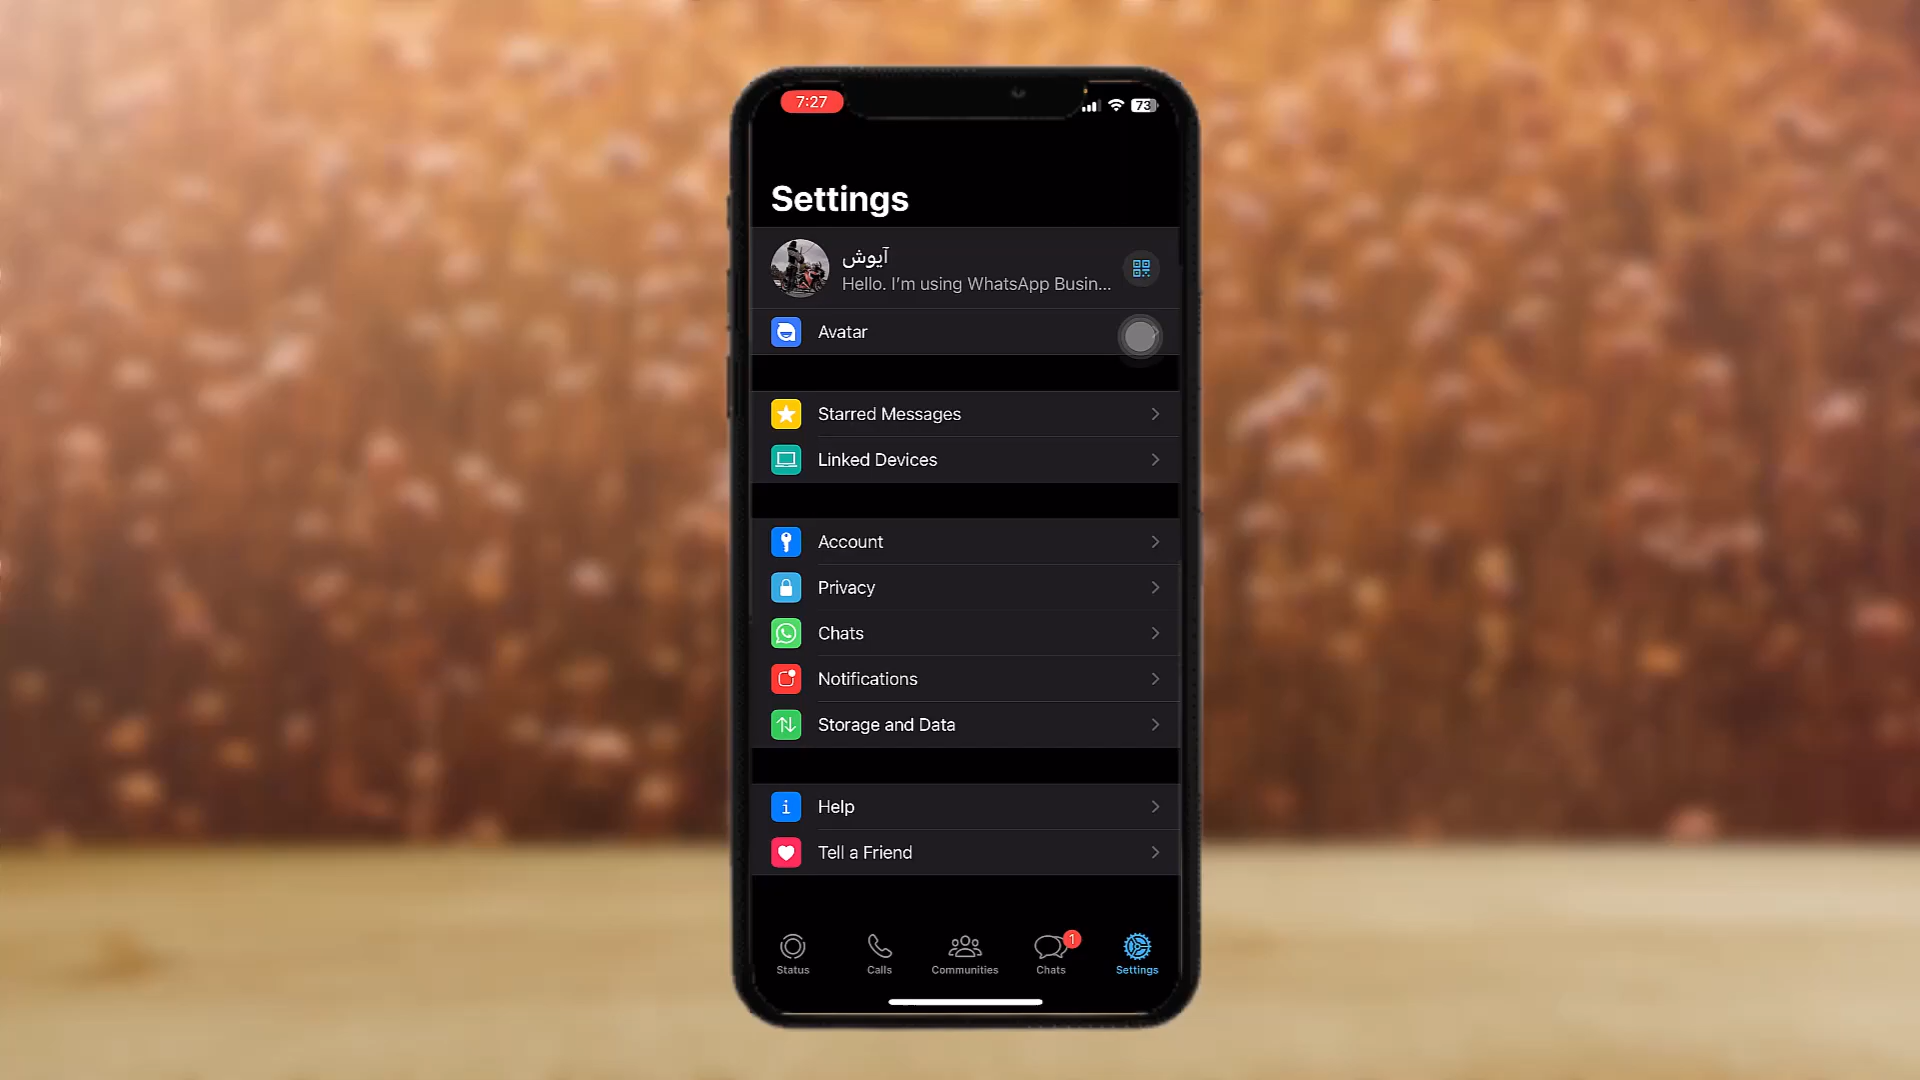 7:27
73
Settings
آیوش
Hello. I'm using WhatsApp Busin...
Avatar
Starred Messages
Linked Devices
Account
Privacy
Chats
Notifications
Storage and Data
Help
Tell a Friend
1
Status
Calls
Communities
Chats
Settings